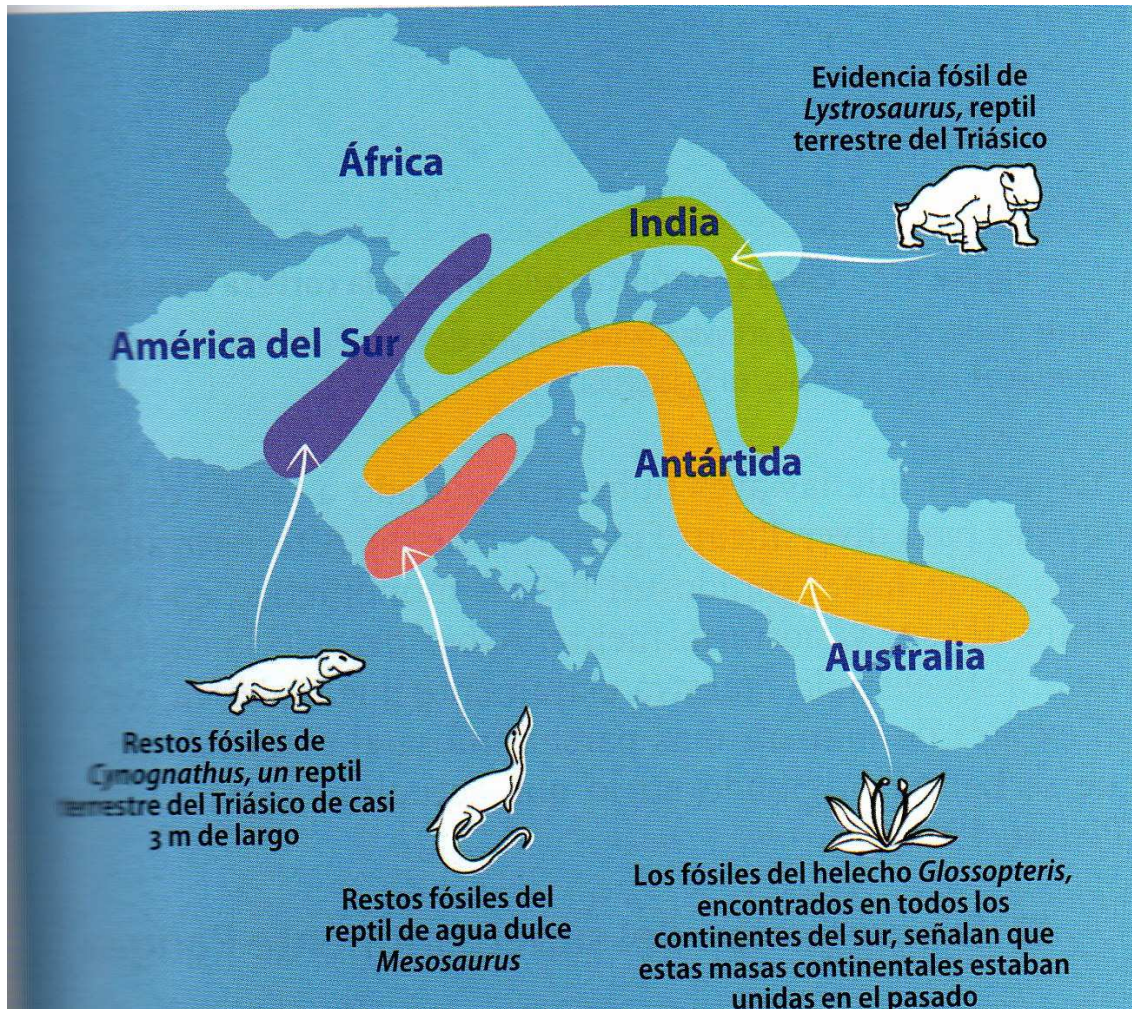 Evidencia fósil de
Lystrosaurus, reptil
terrestre del Triásico
África
India
América del Sur
Antártida
Australia
Restos fósiles de
Cynognathus, un reptil
terrestre del Triásico de casi
3 m de largo
Restos fósiles del
reptil de agua dulce
Mesosaurus
Los fósiles del helecho Glossopteris,
encontrados en todos los
continentes del sur, señalan que
estas masas continentales estaban
unidas en el pasado